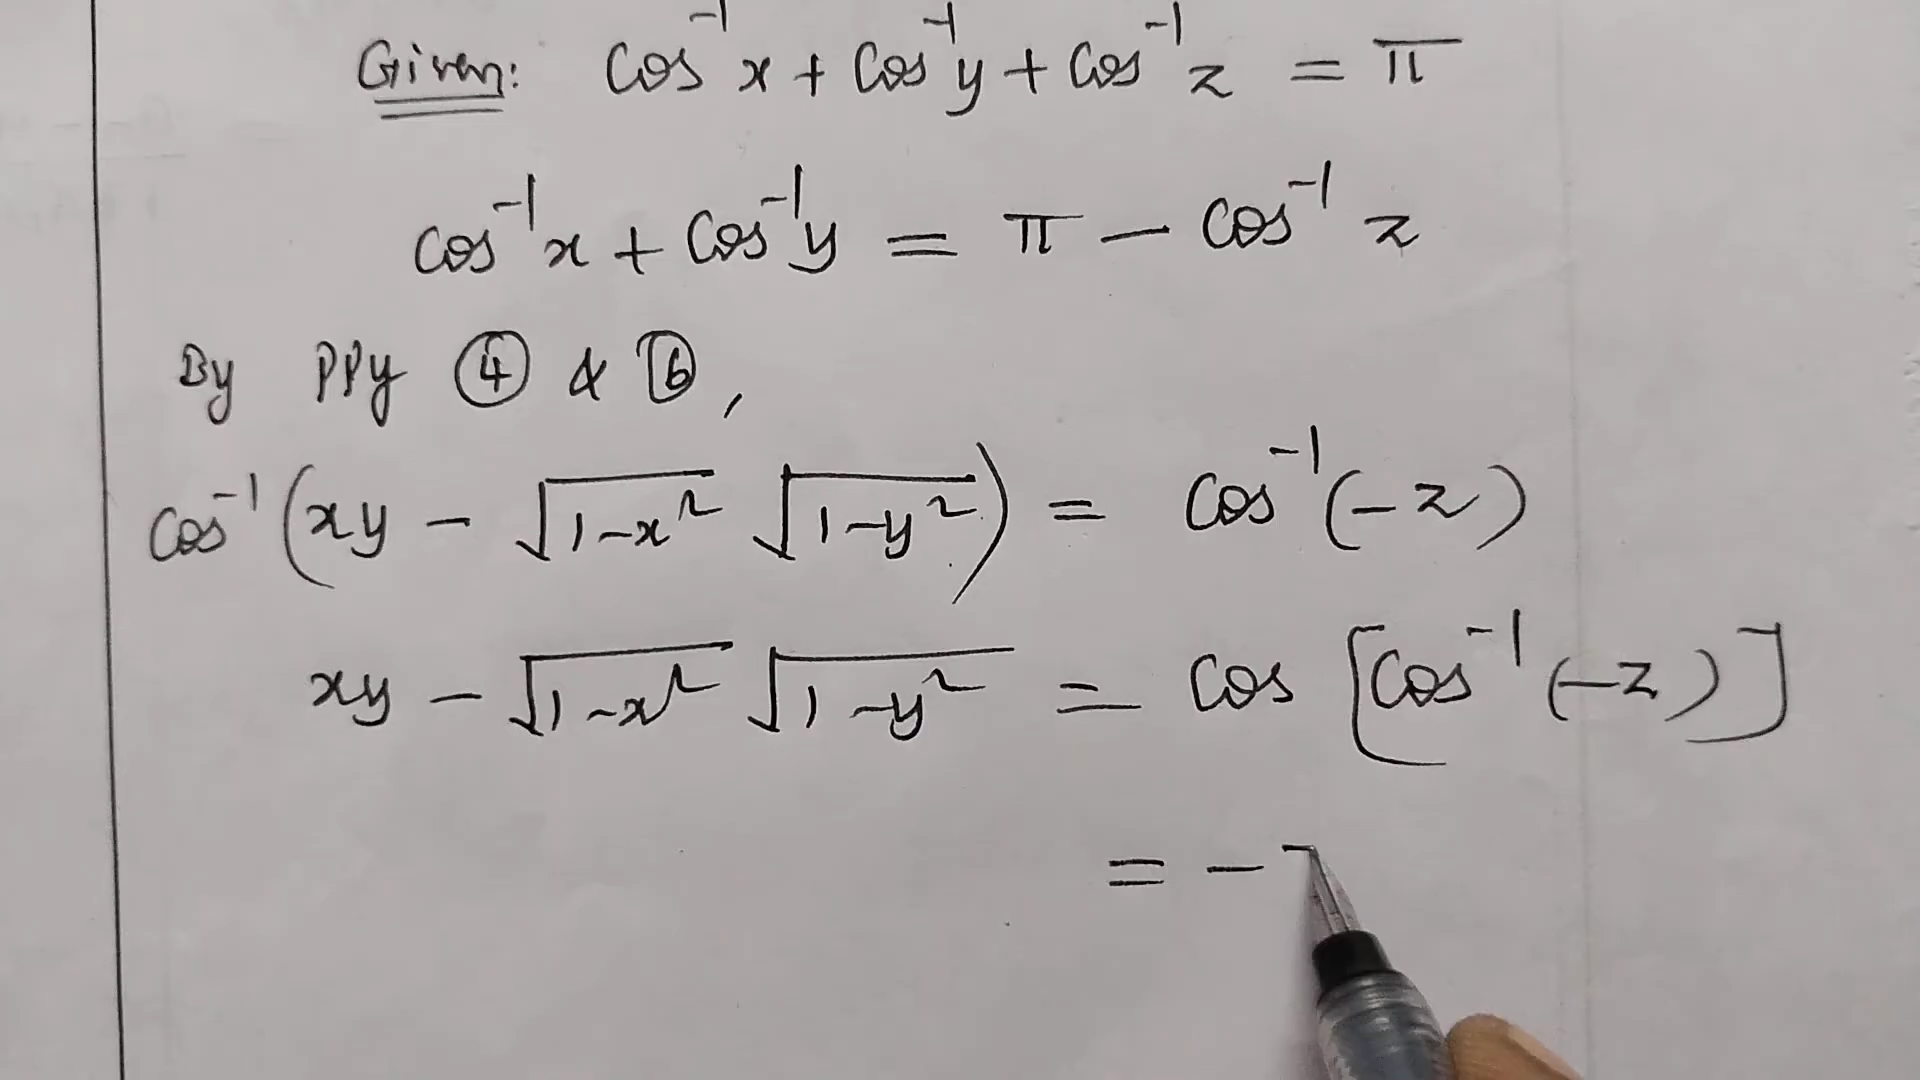 Given: cos⁻¹x + cos⁻¹y + cos⁻¹z = π
cos⁻¹x + cos⁻¹y = π − cos⁻¹ z
By PPy ④ & ⑥,
cos⁻¹ (xy − √(1−x²) √(1−y²)) = cos⁻¹(−z)
xy − √(1−x²) √(1−y²) = cos [cos⁻¹ (−z)]
= −